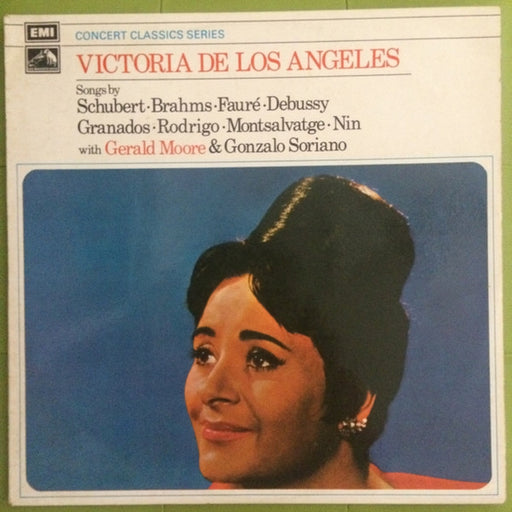 EMI
CONCERT CLASSICS SERIES
VICTORIA DE LOS ANGELES
Songs by
Schubert·Brahms·Fauré·Debussy
Granados·Rodrigo·Montsalvatge·Nin
with Gerald Moore & Gonzalo Soriano